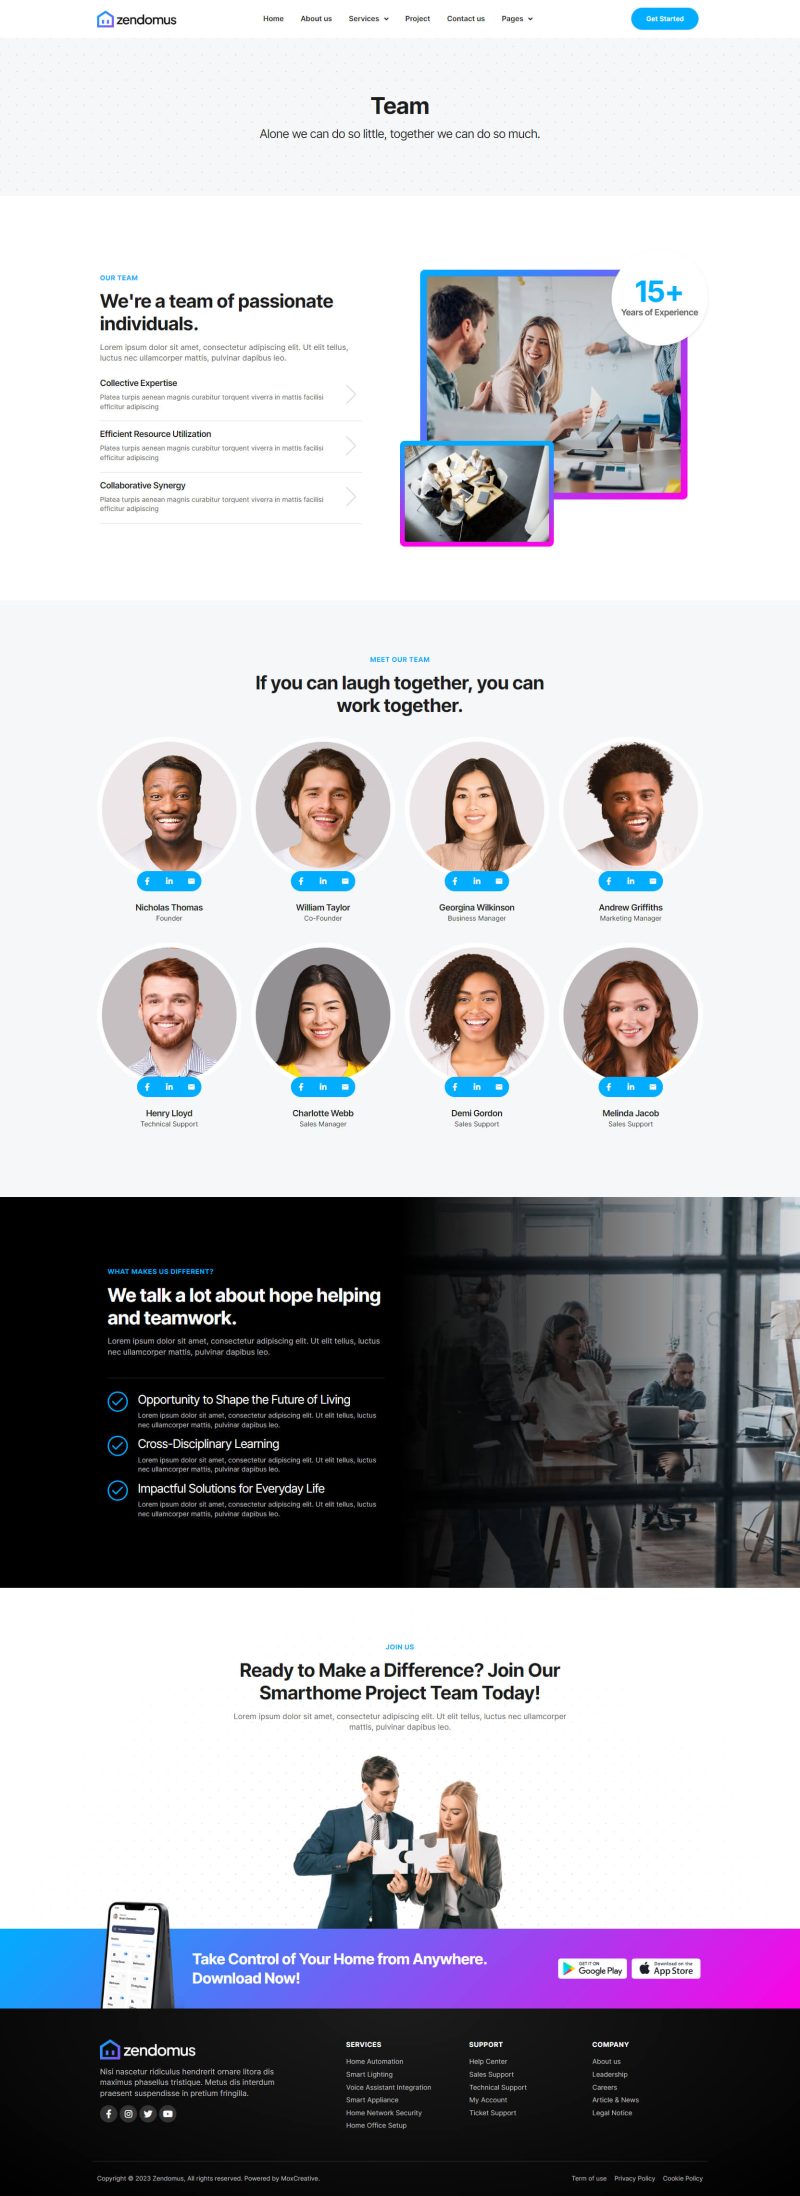 zendomus
Home About us Services Project Contact us Pages
Get Started
Team
Alone we can do so little, together we can do so much.
OUR TEAM
We're a team of passionate
individuals.
Lorem ipsum dolor sit amet, consectetur adipiscing elit. Ut elit tellus,
luctus nec ullamcorper mattis, pulvinar dapibus leo.
Collective Expertise
Platea turpis aenean magnis curabitur torquent viverra in mattis facilisi
efficitur adipiscing
Efficient Resource Utilization
Platea turpis aenean magnis curabitur torquent viverra in mattis facilisi
efficitur adipiscing
Collaborative Synergy
Platea turpis aenean magnis curabitur torquent viverra in mattis facilisi
efficitur adipiscing
15+
Years of Experience
MEET OUR TEAM
If you can laugh together, you can
work together.
Nicholas Thomas
Founder
William Taylor
Co-Founder
Georgina Wilkinson
Business Manager
Andrew Griffiths
Marketing Manager
Henry Lloyd
Technical Support
Charlotte Webb
Sales Manager
Demi Gordon
Sales Support
Melinda Jacob
Sales Support
WHAT MAKES US DIFFERENT?
We talk a lot about hope helping
and teamwork.
Lorem ipsum dolor sit amet, consectetur adipiscing elit. Ut elit tellus, luctus
nec ullamcorper mattis, pulvinar dapibus leo.
Opportunity to Shape the Future of Living
Lorem ipsum dolor sit amet, consectetur adipiscing elit. Ut elit tellus, luctus
nec ullamcorper mattis, pulvinar dapibus leo.
Cross-Disciplinary Learning
Lorem ipsum dolor sit amet, consectetur adipiscing elit. Ut elit tellus, luctus
nec ullamcorper mattis, pulvinar dapibus leo.
Impactful Solutions for Everyday Life
Lorem ipsum dolor sit amet, consectetur adipiscing elit. Ut elit tellus, luctus
nec ullamcorper mattis, pulvinar dapibus leo.
JOIN US
Ready to Make a Difference? Join Our
Smarthome Project Team Today!
Lorem ipsum dolor sit amet, consectetur adipiscing elit. Ut elit tellus, luctus nec ullamcorper
mattis, pulvinar dapibus leo.
Take Control of Your Home from Anywhere.
Download Now!
GET IT ON
Google Play
Download on the
App Store
zendomus
Nisi nascetur ridiculus hendrerit ornare litora dis
maximus phasellus tristique. Metus dis interdum
praesent suspendisse in pretium fringilla.
SERVICES
Home Automation
Smart Lighting
Voice Assistant Integration
Smart Appliance
Home Network Security
Home Office Setup
SUPPORT
Help Center
Sales Support
Technical Support
My Account
Ticket Support
COMPANY
About us
Leadership
Careers
Article & News
Legal Notice
Copyright © 2023 Zendomus, All rights reserved. Powered by MoxCreative.
Term of use Privacy Policy Cookie Policy